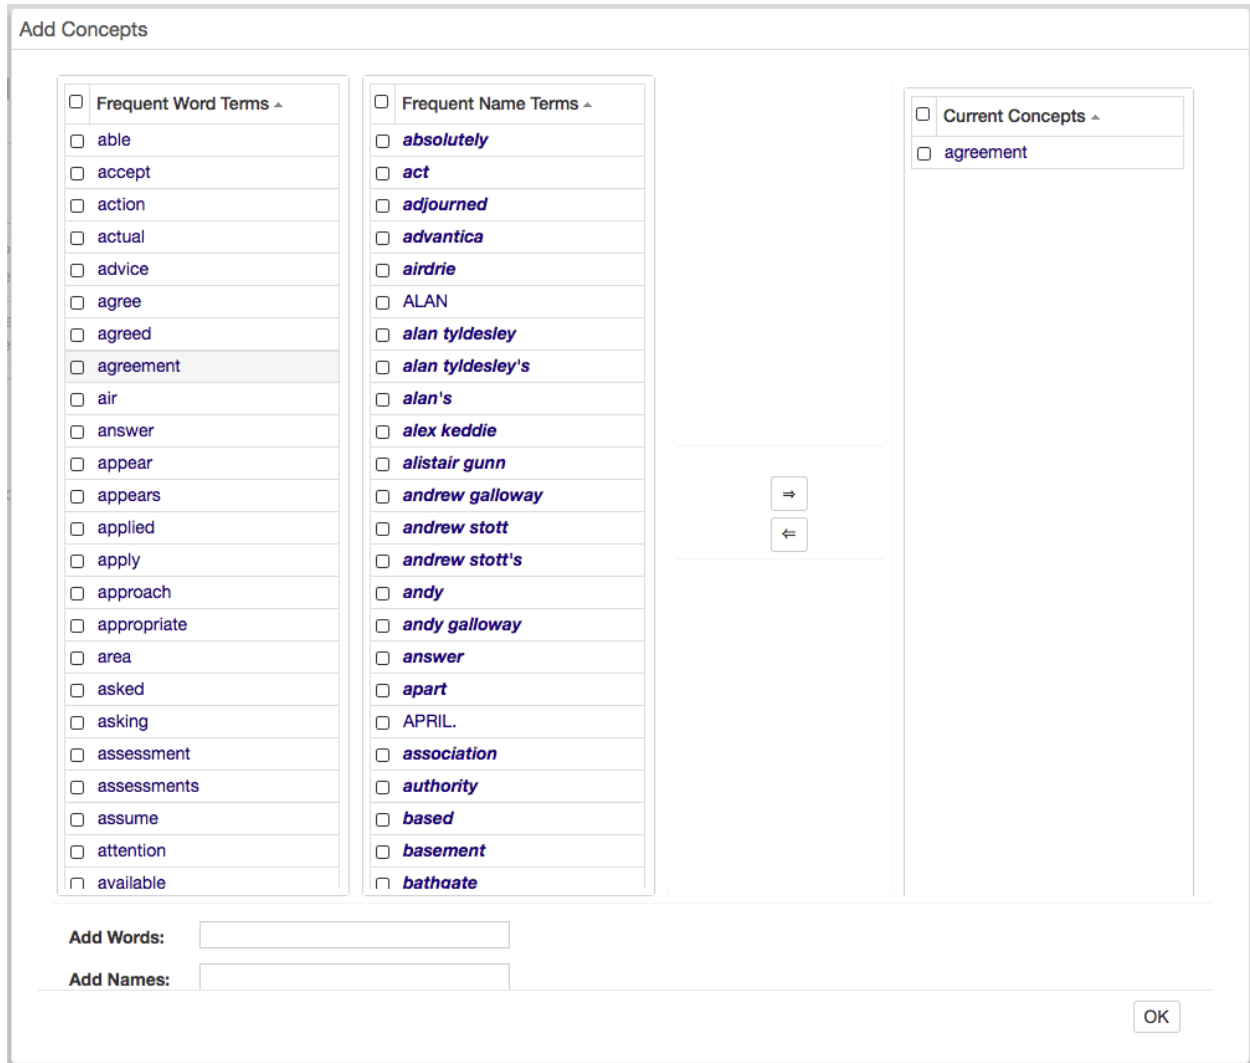 Add Concepts
Frequent Word Terms
able
accept
action
actual
advice
agree
agreed
agreement
air
answer
appear
appears
applied
apply
approach
appropriate
area
asked
asking
assessment
assessments
assume
attention
available
Frequent Name Terms
absolutely
act
adjourned
advantica
airdrie
ALAN
alan tyldesley
alan tyldesley's
alan's
alex keddie
alistair gunn
andrew galloway
andrew stott
andrew stott's
andy
andy galloway
answer
apart
APRIL.
association
authority
based
basement
bathgate
⇒
⇐
Current Concepts
agreement
Add Words:
Add Names:
OK